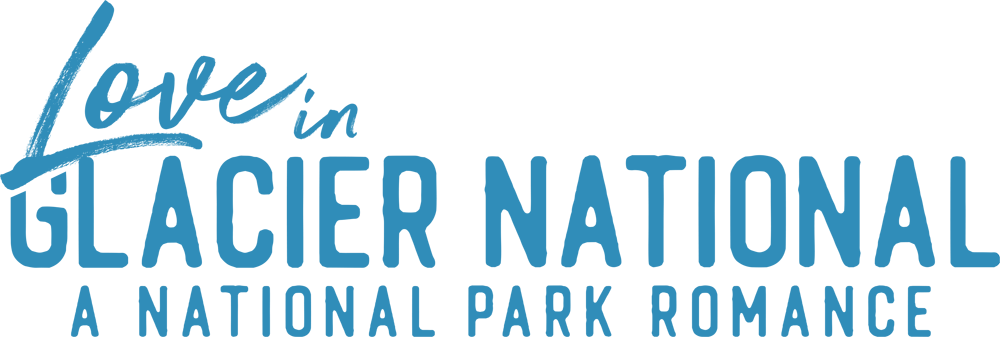 Love in
GLACIER NATIONAL
A NATIONAL PARK ROMANCE